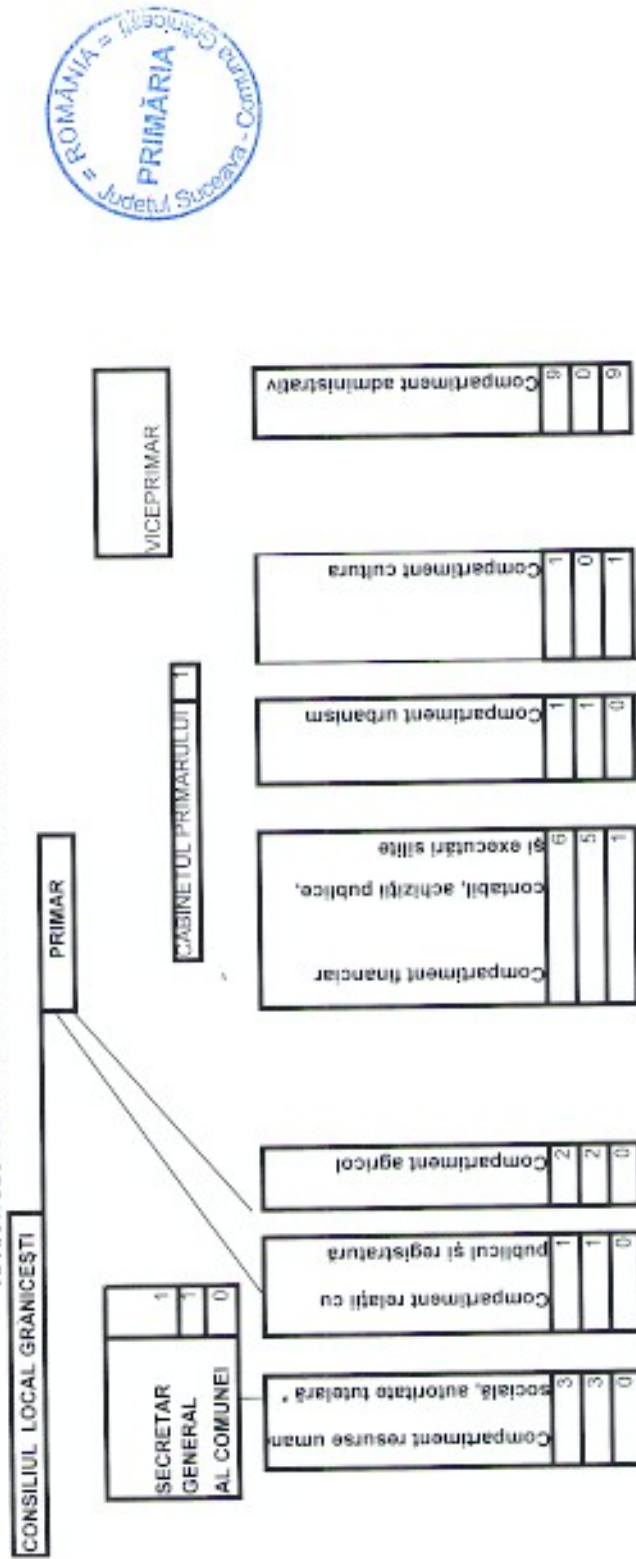 CONSILIUL LOCAL GRĂNICEȘTI
PRIMAR
VICEPRIMAR
CABINETUL PRIMARULUI 1
SECRETAR
GENERAL
AL COMUNEI
1
1
0
Compartiment resurse uman
socială, autoritate tutelară *
3
3
0
Compartiment relații cu
publicul și registratură
1
1
0
Compartiment agricol
2
2
0
Compartiment financiar
contabil, achiziții publice,
și executări silite
6
5
1
Compartiment urbanism
1
1
0
Compartiment cultura
1
0
1
Compartiment administrativ
9
0
9
= ROMÂNIA =
Județul Suceava - Comuna Grănicești
PRIMĂRIA